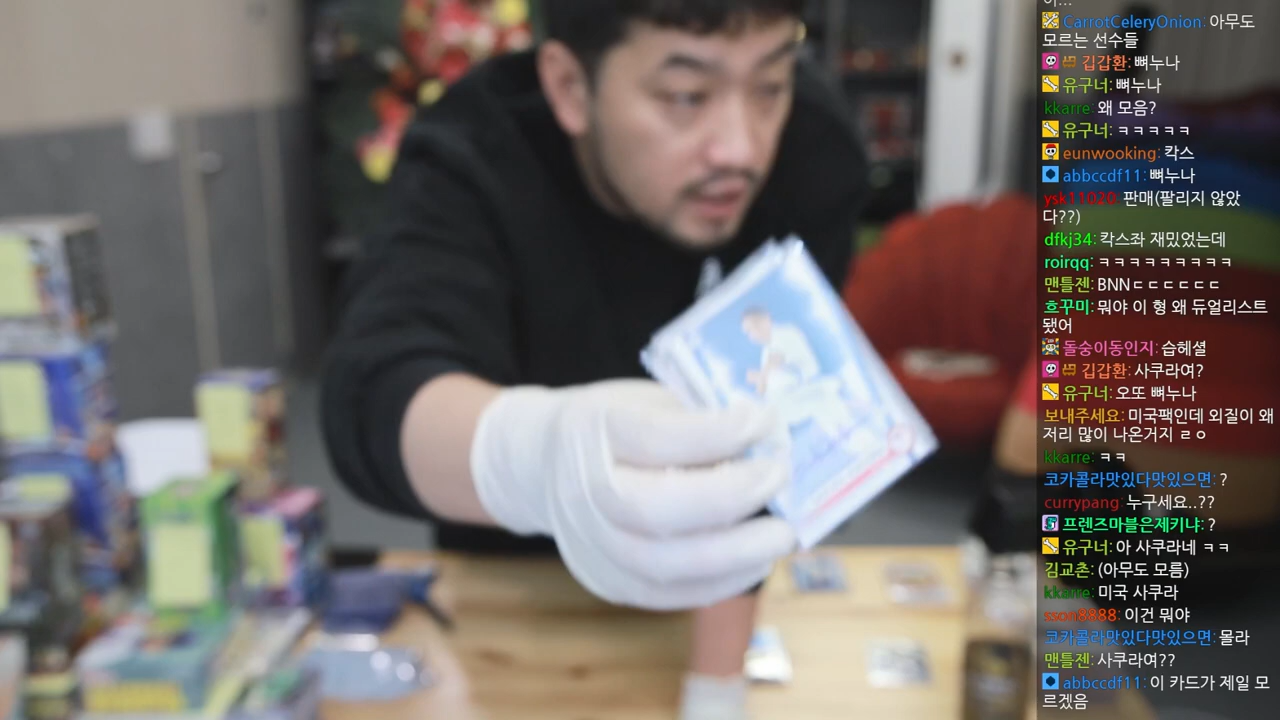 CarrotCeleryOnion: 아무도
모르는 선수들
김갑환: 뼈누나
유구너: 뼈누나
kkarre: 왜 모음?
유구너: ㅋㅋㅋㅋㅋ
eunwooking: 칵스
abbccdf11: 뼈누나
ysk11020: 판매(팔리지 않았
다??)
dfkj34: 칵스좌 재밌었는데
roirqq: ㅋㅋㅋㅋㅋㅋㅋㅋㅋ
맨틀젠: BNNㄷㄷㄷㄷㄷㄷ
흐꾸미: 뭐야 이 형 왜 듀얼리스트
됐어
돌숭이동인지: 습헤셜
김갑환: 사쿠라여?
유구너: 오또 뼈누나
보내주세요: 미국팩인데 외질이 왜
저리 많이 나온거지 ㄹㅇ
kkarre: ㅋㅋ
코카콜라맛있다맛있으면: ?
currypang: 누구세요..??
프렌즈마블은제키냐: ?
유구너: 아 사쿠라네 ㅋㅋ
김교촌: (아무도 모름)
kkarre: 미국 사쿠라
sson8888: 이건 뭐야
코카콜라맛있다맛있으면: 몰라
맨틀젠: 사쿠라여??
abbccdf11: 이 카드가 제일 모
르겠음